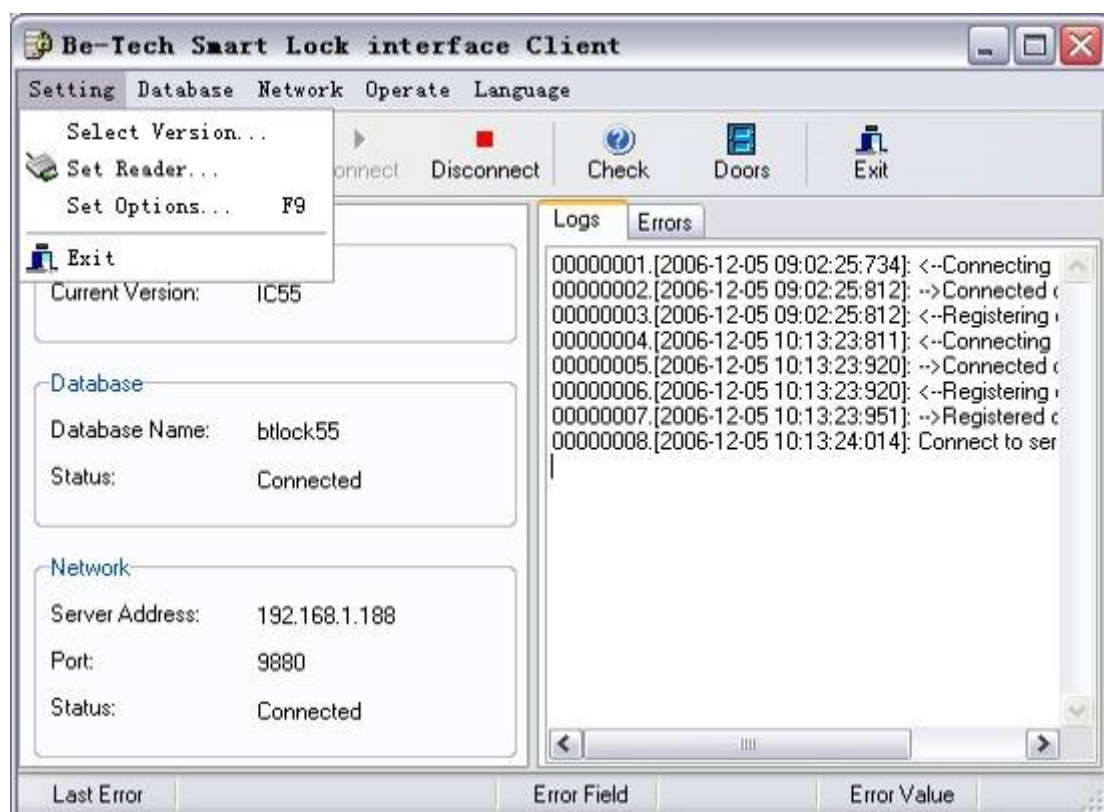 Be-Tech Smart Lock interface Client
Setting Database Network Operate Language
Select Version...
Set Reader...
Set Options... F9
Exit
Disconnect Check Doors Exit
Current Version: IC55
Database
Database Name: btlock55
Status: Connected
Network
Server Address: 192.168.1.188
Port: 9880
Status: Connected
Logs Errors
00000001.[2006-12-05 09:02:25:734]: <--Connecting
00000002.[2006-12-05 09:02:25:812]: -->Connected
00000003.[2006-12-05 09:02:25:812]: <--Registering
00000004.[2006-12-05 10:13:23:811]: <--Connecting
00000005.[2006-12-05 10:13:23:920]: -->Connected
00000006.[2006-12-05 10:13:23:920]: <--Registering
00000007.[2006-12-05 10:13:23:951]: -->Registered
00000008.[2006-12-05 10:13:24:014]: Connect to ser
Last Error Error Field Error Value